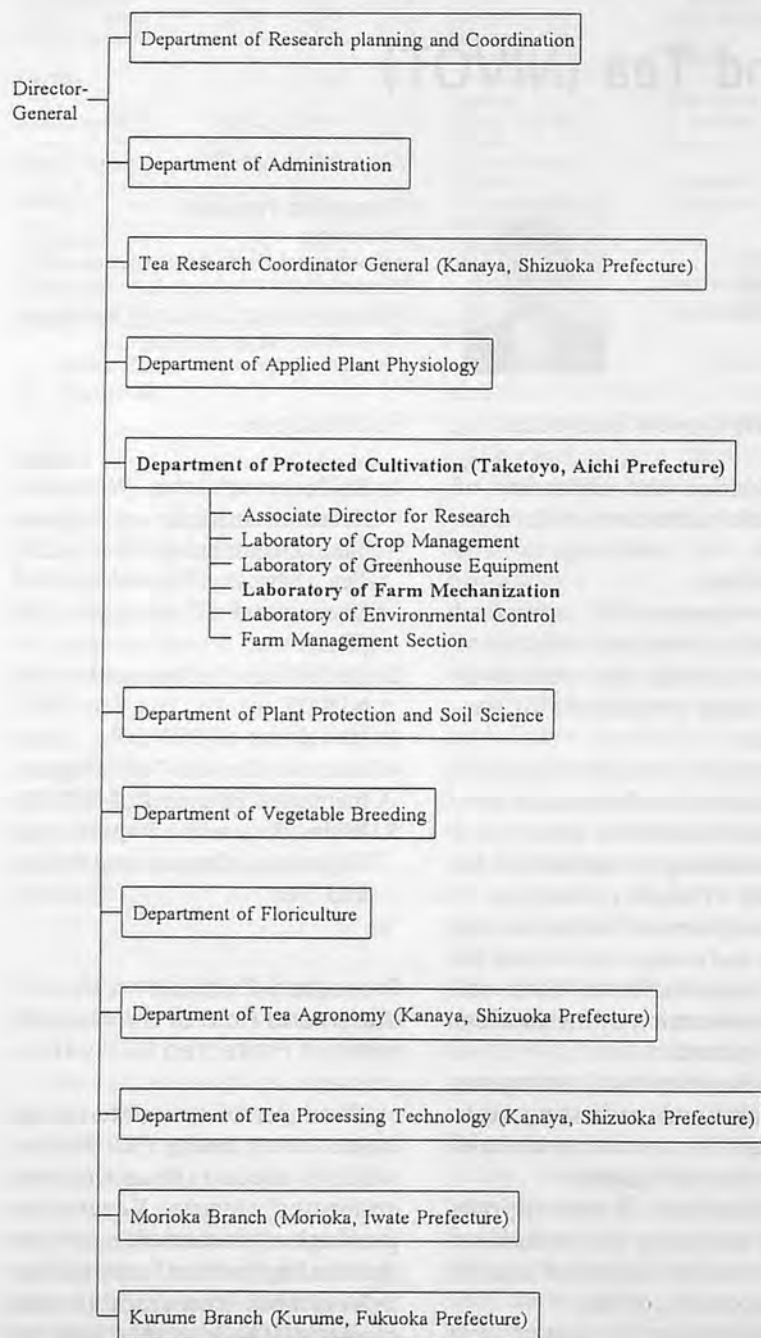 Department of Research planning and Coordination
Director-
General
Department of Administration
Tea Research Coordinator General (Kanaya, Shizuoka Prefecture)
Department of Applied Plant Physiology
Department of Protected Cultivation (Taketoyo, Aichi Prefecture)
Associate Director for Research
Laboratory of Crop Management
Laboratory of Greenhouse Equipment
Laboratory of Farm Mechanization
Laboratory of Environmental Control
Farm Management Section
Department of Plant Protection and Soil Science
Department of Vegetable Breeding
Department of Floriculture
Department of Tea Agronomy (Kanaya, Shizuoka Prefecture)
Department of Tea Processing Technology (Kanaya, Shizuoka Prefecture)
Morioka Branch (Morioka, Iwate Prefecture)
Kurume Branch (Kurume, Fukuoka Prefecture)